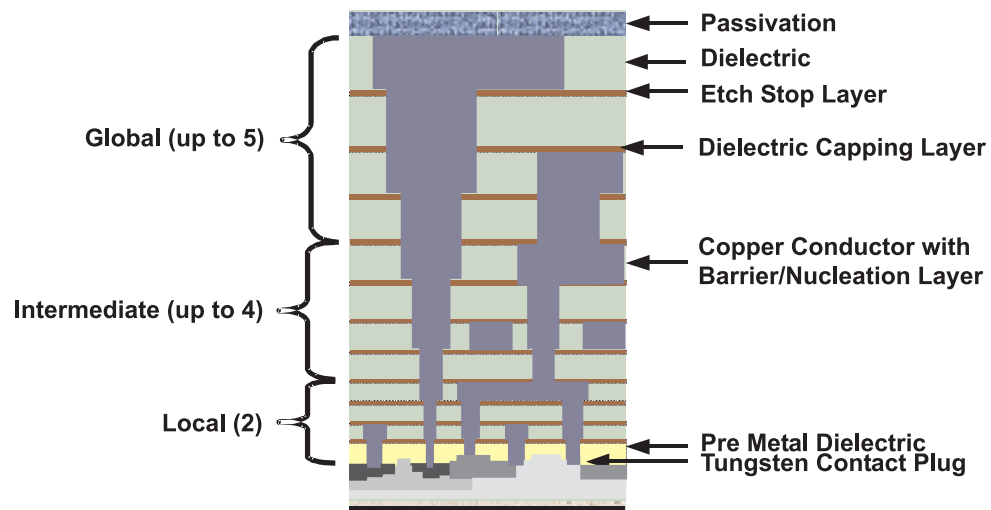 Passivation
Dielectric
Etch Stop Layer
Global (up to 5)
Dielectric Capping Layer
Copper Conductor with
Barrier/Nucleation Layer
Intermediate (up to 4)
Local (2)
Pre Metal Dielectric
Tungsten Contact Plug